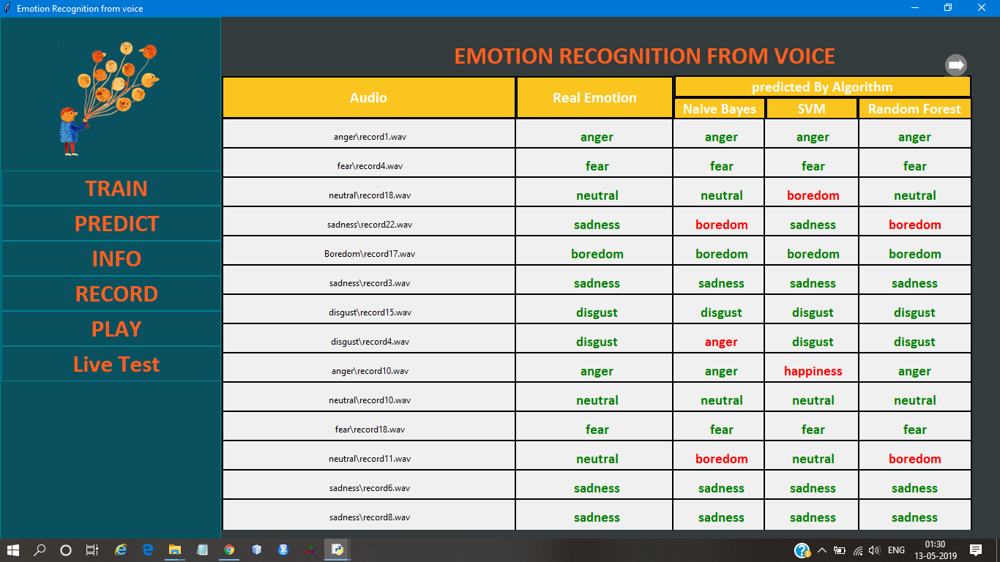 Emotion Recognition from voice
TRAIN
PREDICT
INFO
RECORD
PLAY
Live Test
EMOTION RECOGNITION FROM VOICE
Audio Real Emotion predicted By Algorithm
Naive Bayes SVM Random Forest
anger\record1.wav anger anger anger anger
fear\record4.wav fear fear fear fear
neutral\record18.wav neutral neutral boredom neutral
sadness\record22.wav sadness boredom sadness boredom
Boredom\record17.wav boredom boredom boredom boredom
sadness\record3.wav sadness sadness sadness sadness
disgust\record15.wav disgust disgust disgust disgust
disgust\record4.wav disgust anger disgust disgust
anger\record10.wav anger anger happiness anger
neutral\record10.wav neutral neutral neutral neutral
fear\record18.wav fear fear fear fear
neutral\record11.wav neutral boredom neutral boredom
sadness\record6.wav sadness sadness sadness sadness
sadness\record8.wav sadness sadness sadness sadness
ENG
01:30
13-05-2019